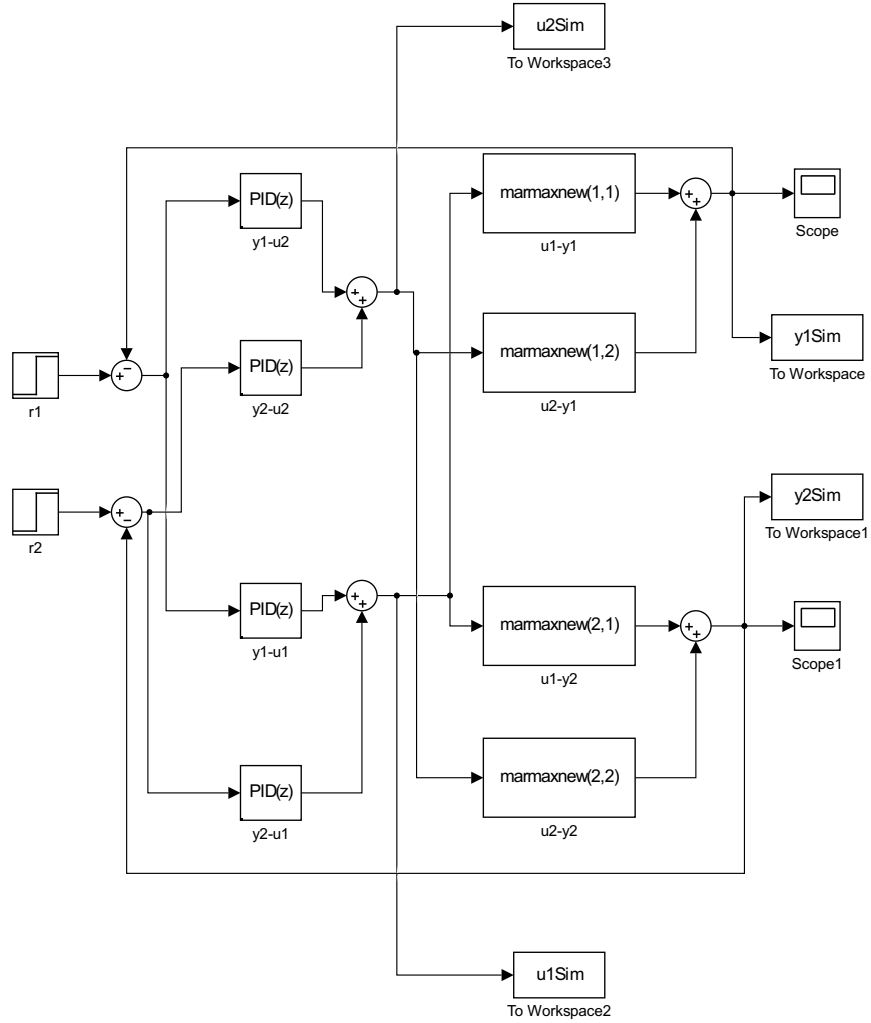 u2Sim
To Workspace3
PID(z)
y1-u2
marmaxnew(1,1)
u1-y1
Scope
PID(z)
y2-u2
marmaxnew(1,2)
u2-y1
y1Sim
To Workspace
r1
r2
y2Sim
To Workspace1
PID(z)
y1-u1
marmaxnew(2,1)
u1-y2
Scope1
PID(z)
y2-u1
marmaxnew(2,2)
u2-y2
u1Sim
To Workspace2